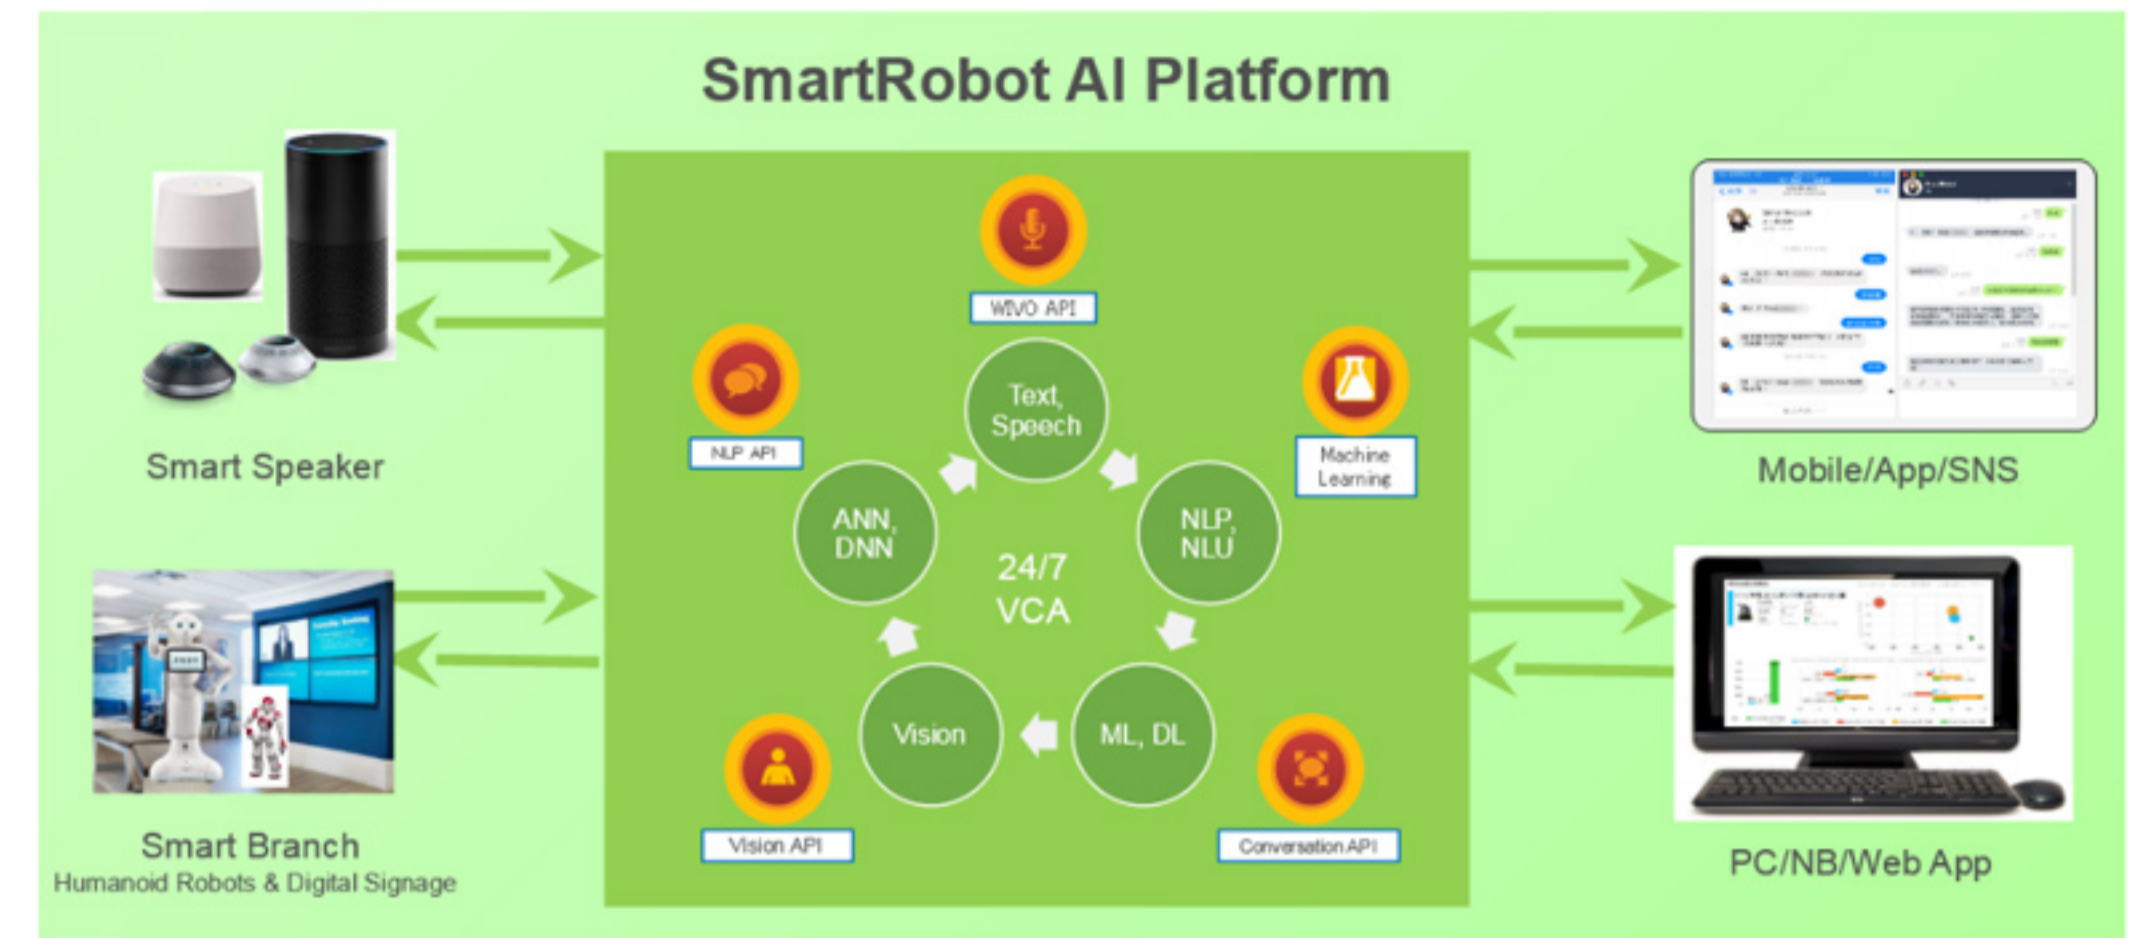 SmartRobot AI Platform
WIVO API
NLP API
Machine
Learning
Text,
Speech
ANN,
DNN
NLP,
NLU
24/7
VCA
Vision
ML, DL
Vision API
Conversation API
Smart Speaker
Smart Branch
Humanoid Robots & Digital Signage
Mobile/App/SNS
PC/NB/Web App